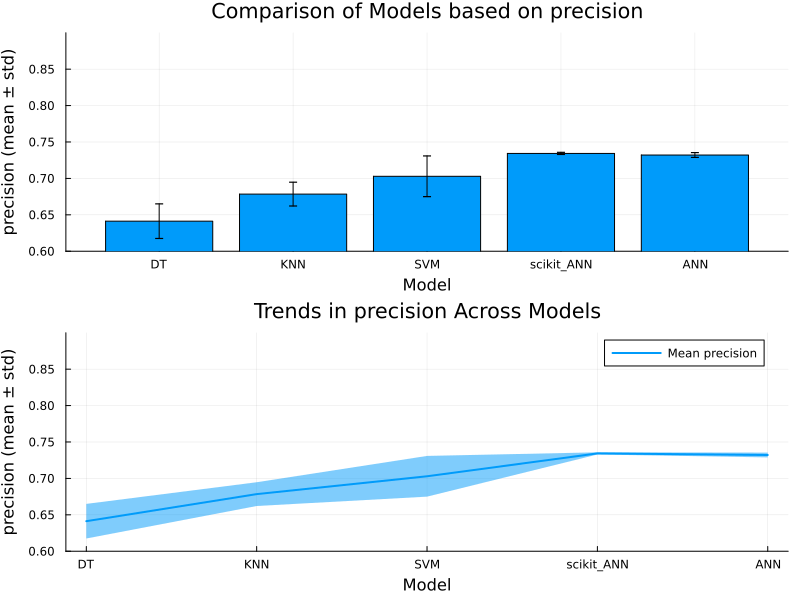 Comparison of Models based on precision
precision (mean ± std)
0.85
0.80
0.75
0.70
0.65
0.60
DT KNN SVM scikit_ANN ANN
Model
Trends in precision Across Models
precision (mean ± std)
Mean precision
0.85
0.80
0.75
0.70
0.65
0.60
DT KNN SVM scikit_ANN ANN
Model